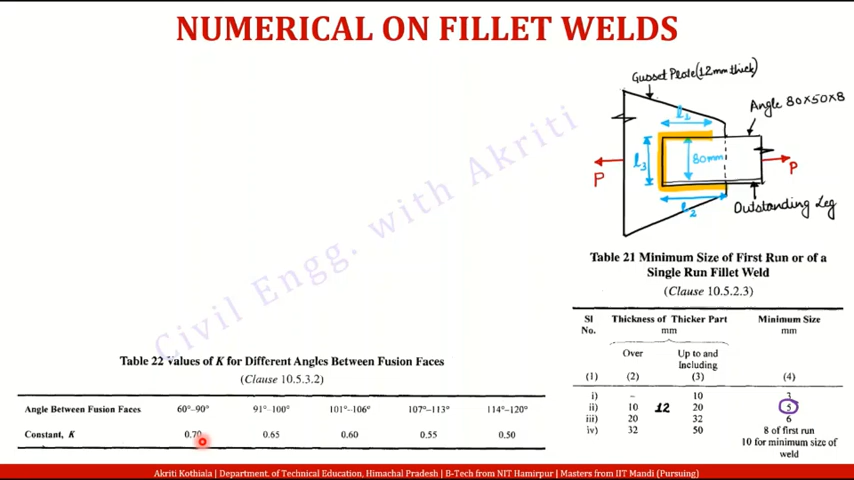 NUMERICAL ON FILLET WELDS
Gusset Plate(12mm thick)
Angle 80x50x8
l1
l3
80mm
P
P
l2
Outstanding Leg
Civil Engg. with Akriti
Table 21 Minimum Size of First Run or of a
Single Run Fillet Weld
(Clause 10.5.2.3)
Sl No. Thickness of Thicker Part mm Minimum Size mm
Over Up to and Including
(1) (2) (3) (4)
i) – 10 3
ii) 10 12 20 5
iii) 20 32 6
iv) 32 50 8 of first run
10 for minimum size of
weld
Table 22 Values of K for Different Angles Between Fusion Faces
(Clause 10.5.3.2)
Angle Between Fusion Faces 60°–90° 91°–100° 101°–106° 107°–113° 114°–120°
Constant, K 0.70 0.65 0.60 0.55 0.50
Akriti Kothiala | Department. of Technical Education, Himachal Pradesh | B-Tech from NIT Hamirpur | Masters from IIT Mandi (Pursuing)